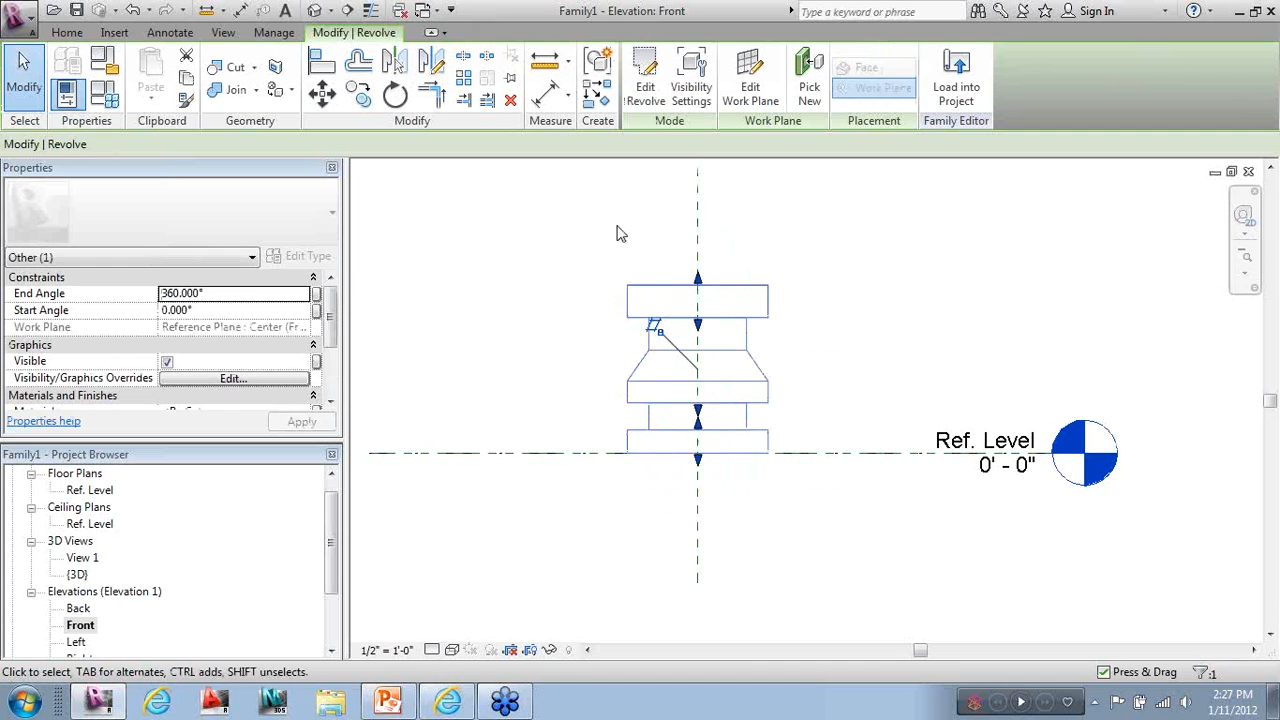 Family1 - Elevation: Front
Type a keyword or phrase
Sign In
Home
Insert
Annotate
View
Manage
Modify | Revolve
Modify
Paste
Cut
Join
Edit
Revolve
Visibility
Settings
Edit
Work Plane
Pick
New
Face
Work Plane
Load into
Project
Select
Properties
Clipboard
Geometry
Modify
Measure
Create
Mode
Work Plane
Placement
Family Editor
Modify | Revolve
Properties
Other (1)
Edit Type
Constraints
End Angle
360.000°
Start Angle
0.000°
Work Plane
Reference Plane : Center (Fr...
Graphics
Visible
Visibility/Graphics Overrides
Edit...
Materials and Finishes
Properties help
Apply
Family1 - Project Browser
Floor Plans
Ref. Level
Ceiling Plans
Ref. Level
3D Views
View 1
{3D}
Elevations (Elevation 1)
Back
Front
Left
2D
Ref. Level
0' - 0"
1/2" = 1'-0"
Click to select, TAB for alternates, CTRL adds, SHIFT unselects.
Press & Drag
:1
2:27 PM
1/11/2012